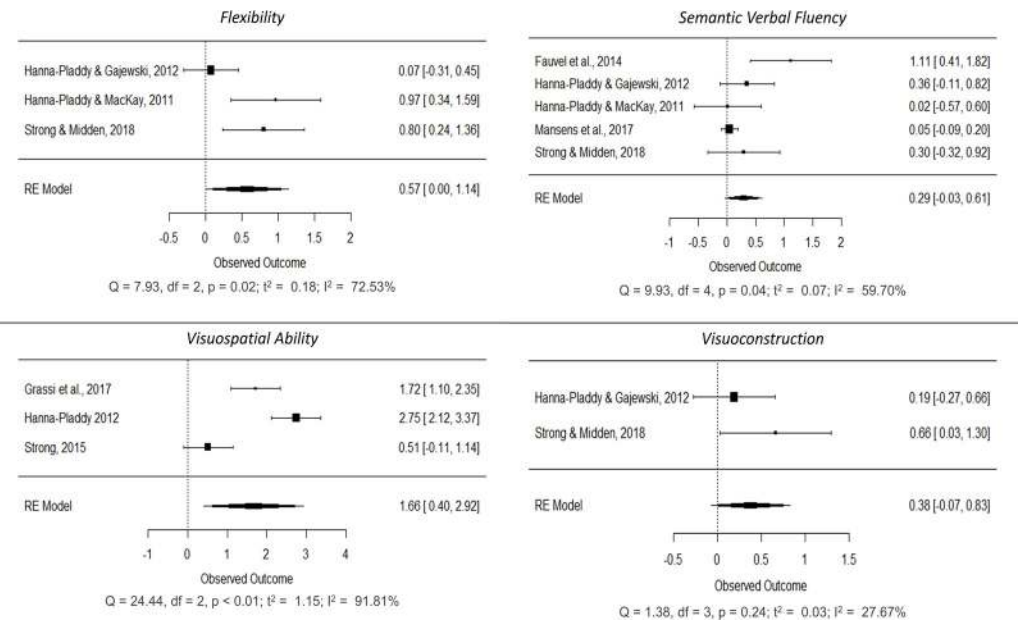 Flexibility
Hanna-Pladdy & Gajewski, 2012 0.07 [-0.31, 0.45]
Hanna-Pladdy & MacKay, 2011 0.97 [0.34, 1.59]
Strong & Midden, 2018 0.80 [0.24, 1.36]
RE Model 0.57 [0.00, 1.14]
-0.5 0 0.5 1 1.5 2
Observed Outcome
Q = 7.93, df = 2, p = 0.02; t² = 0.18; I² = 72.53%
Semantic Verbal Fluency
Fauvel et al., 2014 1.11 [0.41, 1.82]
Hanna-Pladdy & Gajewski, 2012 0.36 [-0.11, 0.82]
Hanna-Pladdy & MacKay, 2011 0.02 [-0.57, 0.60]
Mansens et al., 2017 0.05 [-0.09, 0.20]
Strong & Midden, 2018 0.30 [-0.32, 0.92]
RE Model 0.29 [-0.03, 0.61]
-1 -0.5 0 0.5 1 1.5 2
Observed Outcome
Q = 9.93, df = 4, p = 0.04; t² = 0.07; I² = 59.70%
Visuospatial Ability
Grassi et al., 2017 1.72 [1.10, 2.35]
Hanna-Pladdy 2012 2.75 [2.12, 3.37]
Strong, 2015 0.51 [-0.11, 1.14]
RE Model 1.66 [0.40, 2.92]
-1 0 1 2 3 4
Observed Outcome
Q = 24.44, df = 2, p < 0.01; t² = 1.15; I² = 91.81%
Visuoconstruction
Hanna-Pladdy & Gajewski, 2012 0.19 [-0.27, 0.66]
Strong & Midden, 2018 0.66 [0.03, 1.30]
RE Model 0.38 [-0.07, 0.83]
-0.5 0 0.5 1 1.5
Observed Outcome
Q = 1.38, df = 3, p = 0.24; t² = 0.03; I² = 27.67%